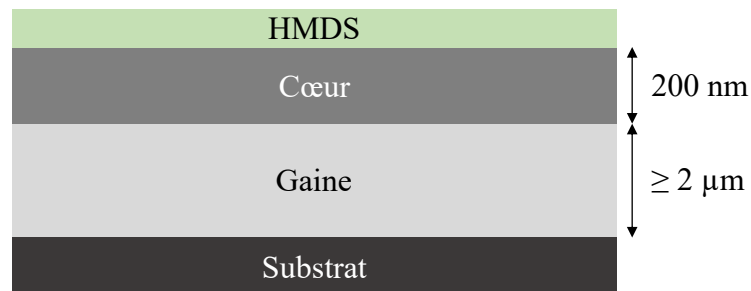 HMDS
Cœur
200 nm
Gaine
≥ 2 µm
Substrat